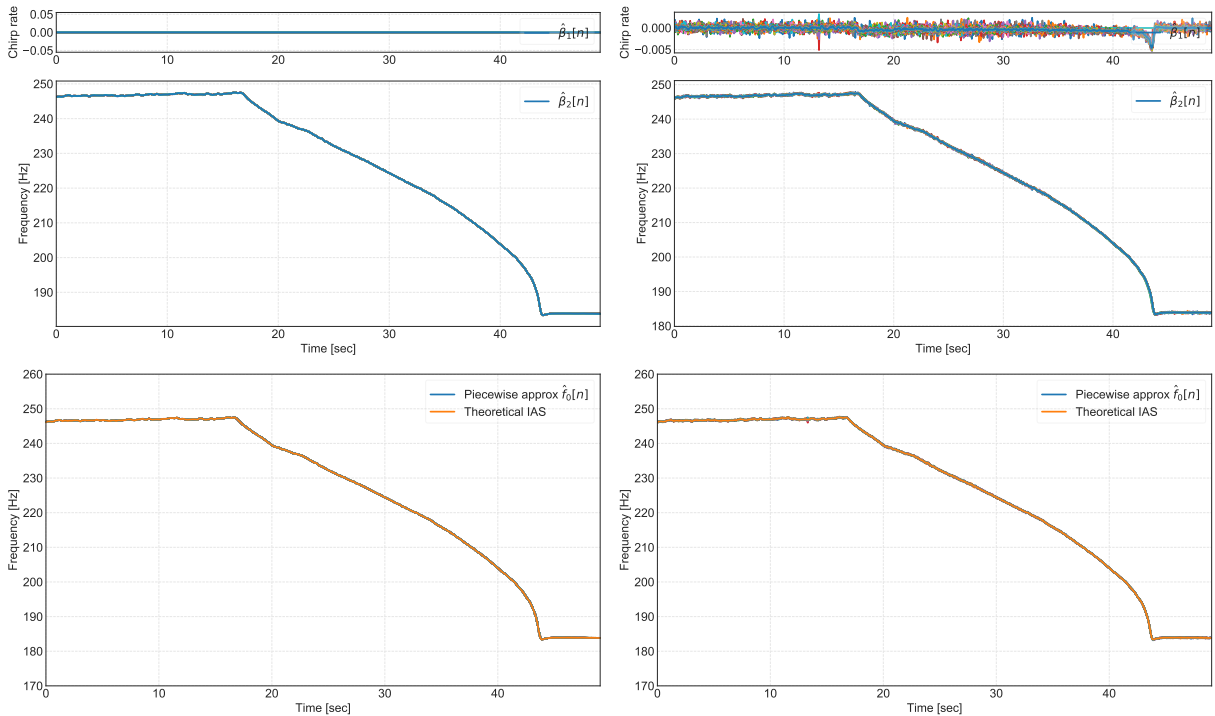 Chirp rate
0.05
0.00
−0.05
β̂₁[n]
0 10 20 30 40
Frequency [Hz]
250
240
230
220
210
200
190
β̂₂[n]
0 10 20 30 40
Time [sec]
Chirp rate
0.000
−0.005
β̂₁[n]
0 10 20 30 40
Frequency [Hz]
250
240
230
220
210
200
190
180
β̂₂[n]
0 10 20 30 40
Time [sec]
Frequency [Hz]
260
250
240
230
220
210
200
190
180
170
Piecewise approx f̂₀[n]
Theoretical IAS
0 10 20 30 40
Time [sec]
Frequency [Hz]
260
250
240
230
220
210
200
190
180
170
Piecewise approx f̂₀[n]
Theoretical IAS
0 10 20 30 40
Time [sec]